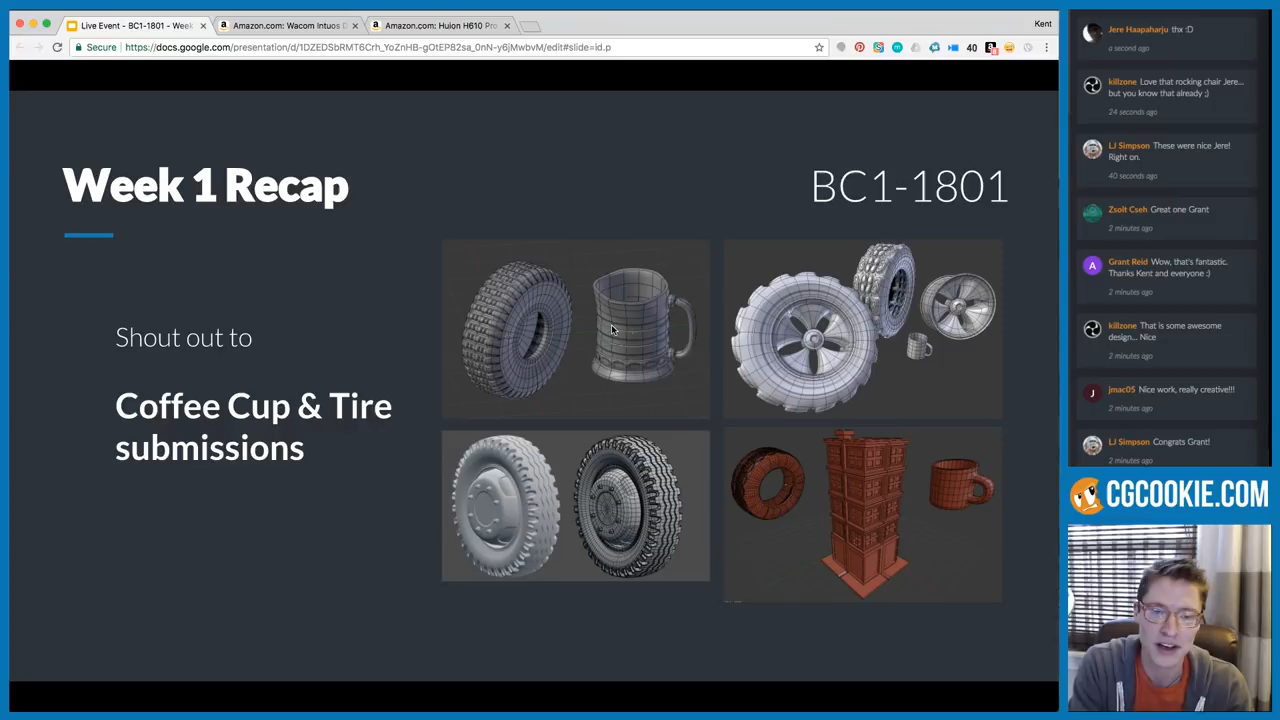 Live Event - BC1-1801 - Week
Amazon.com: Wacom Intuos D
Amazon.com: Huion H610 Pro
Kent
Secure
https://docs.google.com/presentation/d/1DZEDSbRMT6Crh_YoZnHB-gOtEP82sa_0nN-y6jMwbvM/edit#slide=id.p
40
Week 1 Recap
BC1-1801
Shout out to
Coffee Cup & Tire
submissions
Jere Haapaharju thx :D
a second ago
killzone Love that rocking chair Jere...
but you know that already ;)
24 seconds ago
LJ Simpson These were nice Jere!
Right on.
40 seconds ago
Zsolt Cseh Great one Grant
2 minutes ago
A
Grant Reid Wow, that's fantastic.
Thanks Kent and everyone :)
2 minutes ago
killzone That is some awesome
design... Nice
2 minutes ago
J
jmac05 Nice work, really creative!!!
2 minutes ago
LJ Simpson Congrats Grant!
2 minutes ago
CGCOOKIE.COM